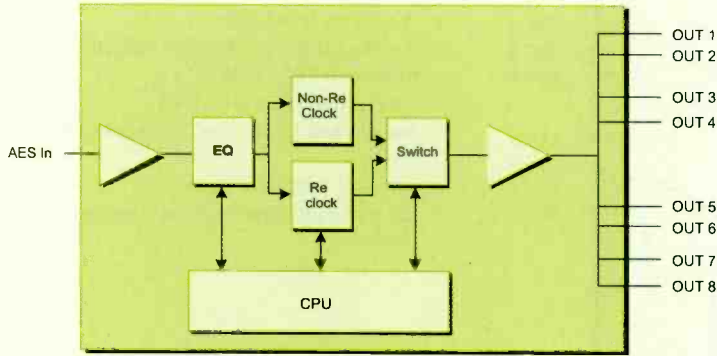 AES In
EQ
Non-Re
Clock
Re
clock
Switch
CPU
OUT 1
OUT 2
OUT 3
OUT 4
OUT 5
OUT 6
OUT 7
OUT 8